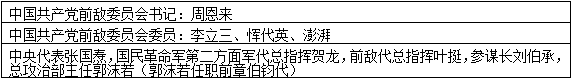 中国共产党前敌委员会书记：周恩来
中国共产党前敌委员会委员：李立三、恽代英、澎湃
中央代表张国焘，国民革命军第二方面军代总指挥贺龙，前敌代总指挥叶挺，参谋长刘伯承，
总政治部主任郭沫若（郭沫若任职前章伯钧代）